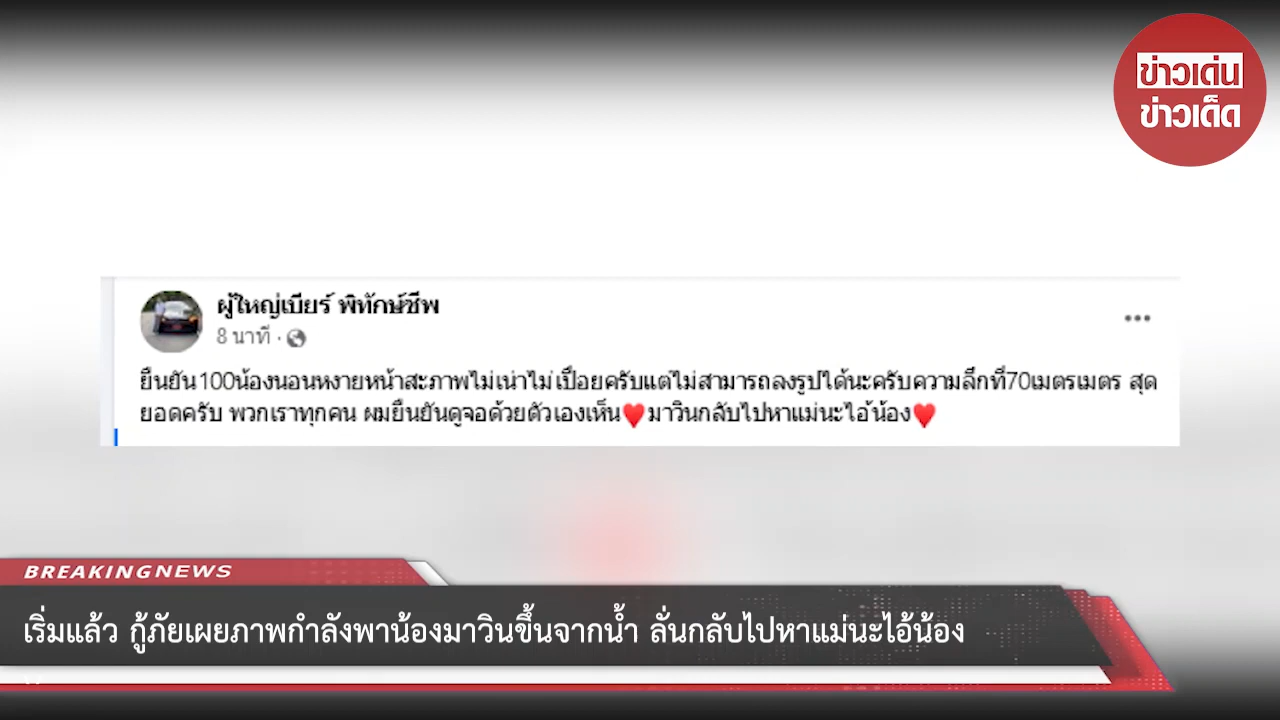 ข่าวเด่น
ข่าวเด็ด
ผู้ใหญ่เบียร์ พิทักษ์ชีพ
8 นาที ·
ยืนยัน100น้องนอนหงายหน้าสะภาพไม่เน่าไม่เปื่อยครับแต่ไม่สามารถลงรูปได้นะครับความลึกที่70เมตรเมตร สุด
ยอดครับ พวกเราทุกคน ผมยืนยันดูจอด้วยตัวเองเห็น❤️มาวินกลับไปหาแม่นะไอ้น้อง❤️
BREAKINGNEWS
เริ่มแล้ว กู้ภัยเผยภาพกำลังพาน้องมาวินขึ้นจากน้ำ ลั่นกลับไปหาแม่นะไอ้น้อง